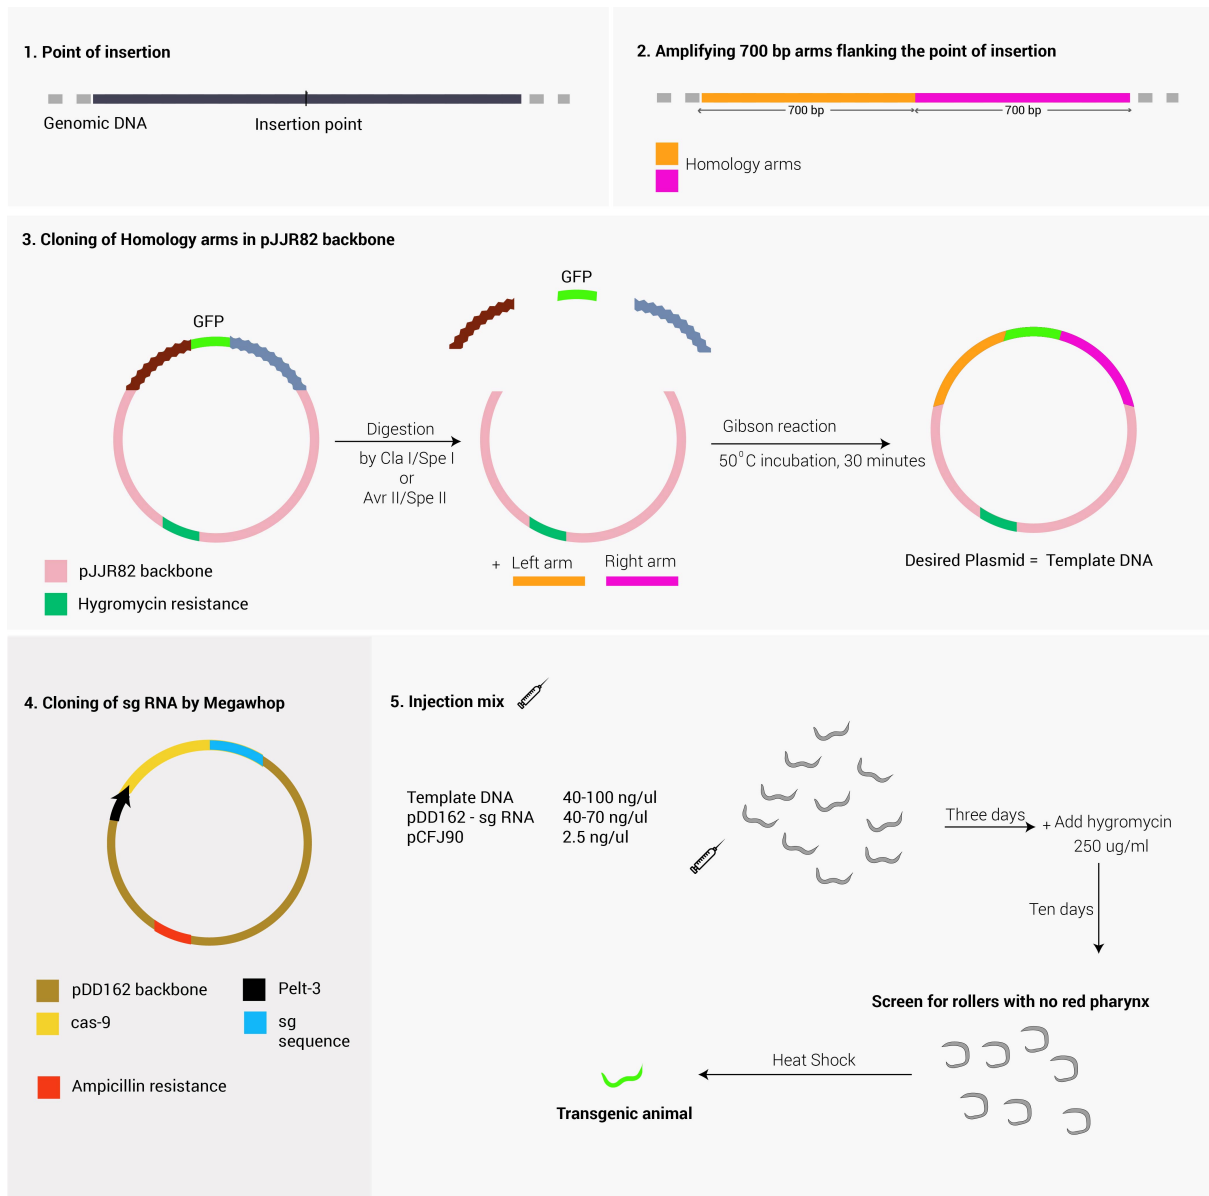 1. Point of insertion
Genomic DNA
Insertion point
2. Amplifying 700 bp arms flanking the point of insertion
700 bp
700 bp
Homology arms
3. Cloning of Homology arms in pJJR82 backbone
GFP
Digestion
by Cla I/Spe I
or
Avr II/Spe II
GFP
+ Left arm
Right arm
Gibson reaction
50°C incubation, 30 minutes
Desired Plasmid = Template DNA
pJJR82 backbone
Hygromycin resistance
4. Cloning of sg RNA by Megawhop
pDD162 backbone
Pelt-3
cas-9
sg
sequence
Ampicillin resistance
5. Injection mix
Template DNA 40-100 ng/ul
pDD162 - sg RNA 40-70 ng/ul
pCFJ90 2.5 ng/ul
Three days
+ Add hygromycin
250 ug/ml
Ten days
Screen for rollers with no red pharynx
Heat Shock
Transgenic animal